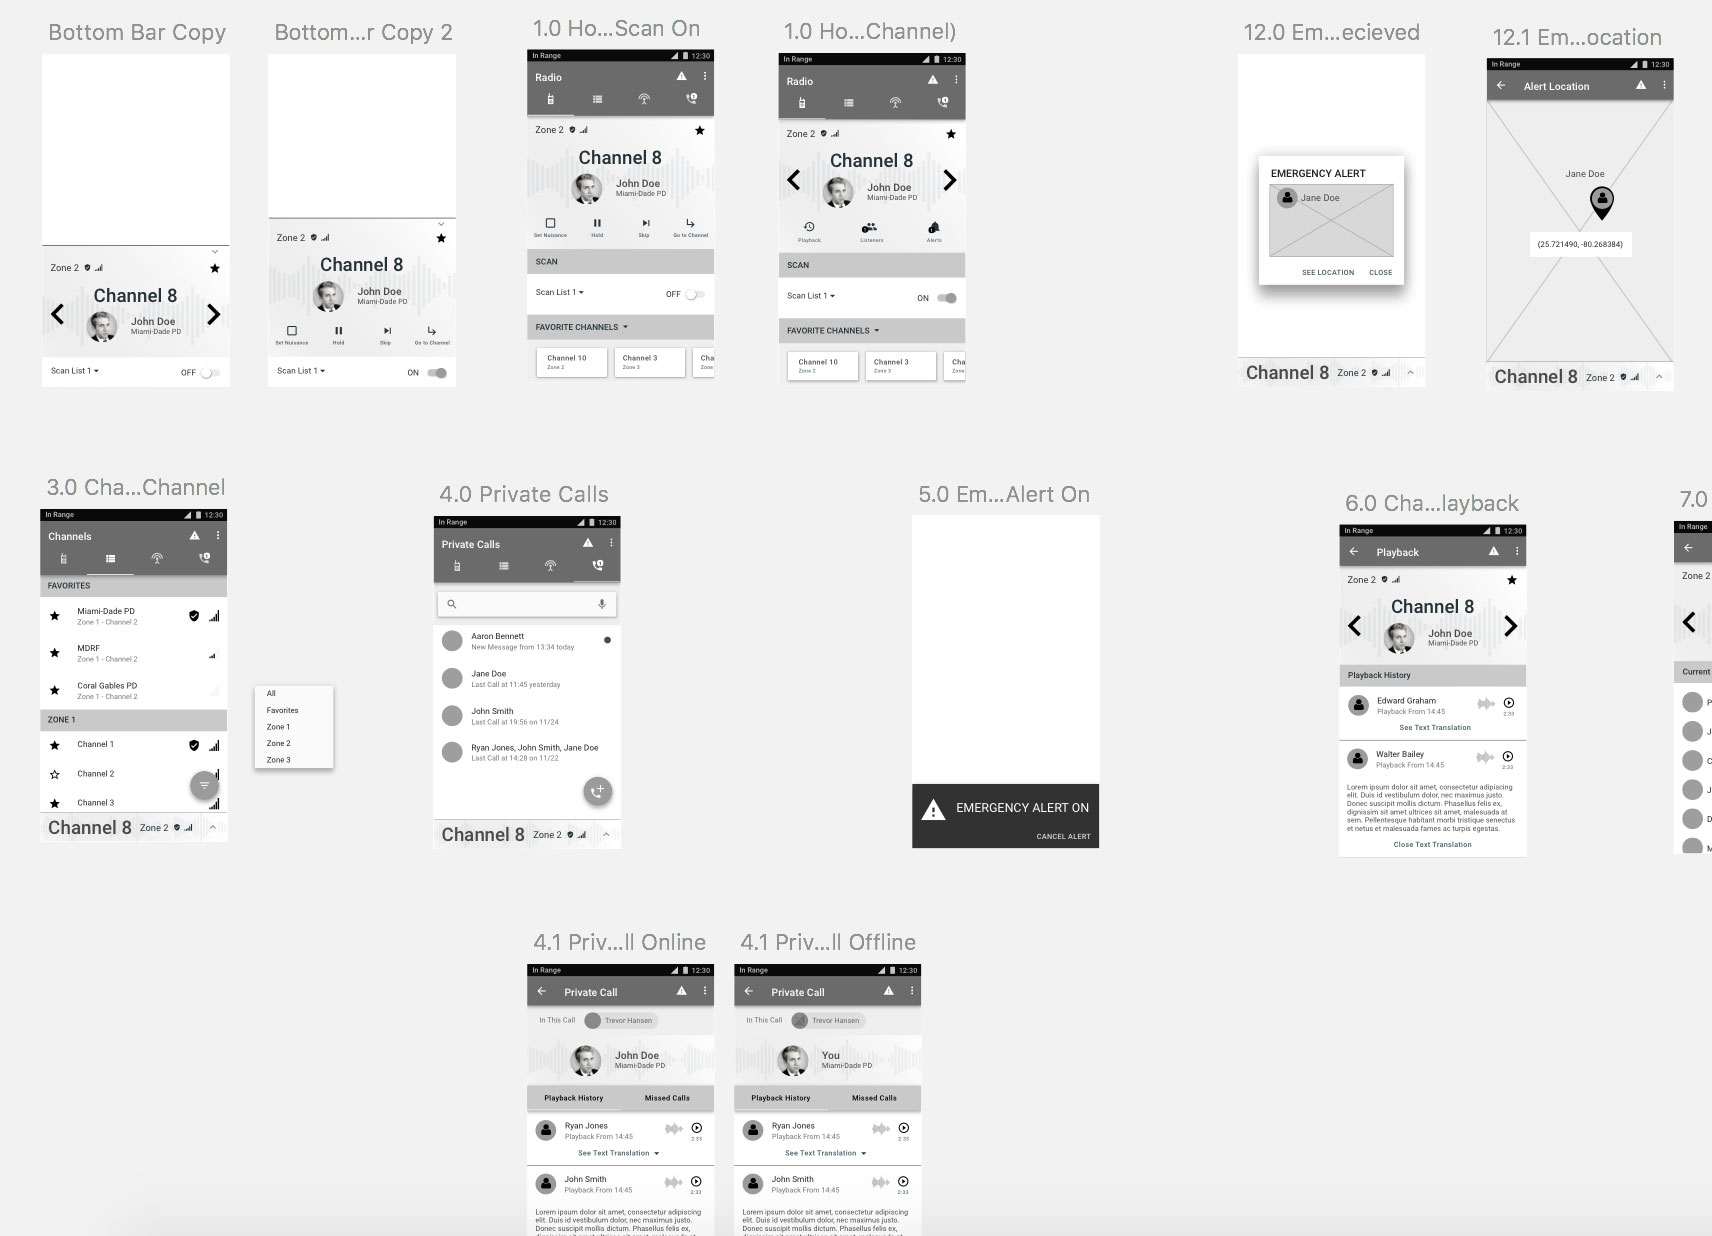 Bottom Bar Copy
Zone 2
Channel 8
John Doe
Miami-Dade PD
Scan List 1
OFF
Bottom...r Copy 2
Zone 2
Channel 8
John Doe
Miami-Dade PD
Set Nuisance Hold Skip Go to Channel
Scan List 1
ON
1.0 Ho...Scan On
In Range 12:30
Radio
Zone 2
Channel 8
John Doe
Miami-Dade PD
Set Nuisance Hold Skip Go to Channel
SCAN
Scan List 1 OFF
FAVORITE CHANNELS
Channel 10 Channel 3 Cha
Zone 2 Zone 3 Zone
1.0 Ho...Channel)
In Range 12:30
Radio
Zone 2
Channel 8
John Doe
Miami-Dade PD
Playback Listeners Alerts
SCAN
Scan List 1 ON
FAVORITE CHANNELS
Channel 10 Channel 3 Cha
Zone 2 Zone 3 Zone
12.0 Em...ecieved
EMERGENCY ALERT
Jane Doe
SEE LOCATION CLOSE
Channel 8 Zone 2
12.1 Em...ocation
In Range 12:30
Alert Location
Jane Doe
(25.721490, -80.268384)
Channel 8 Zone 2
3.0 Cha...Channel
In Range 12:30
Channels
FAVORITES
Miami-Dade PD
Zone 1 - Channel 2
MDRF
Zone 1 - Channel 2
Coral Gables PD
Zone 1 - Channel 2
ZONE 1
Channel 1
Channel 2
Channel 3
Channel 8 Zone 2
All
Favorites
Zone 1
Zone 2
Zone 3
4.0 Private Calls
In Range 12:30
Private Calls
Aaron Bennett
New Message from 13:34 today
Jane Doe
Last Call at 11:45 yesterday
John Smith
Last Call at 19:56 on 11/24
Ryan Jones, John Smith, Jane Doe
Last Call at 14:28 on 11/22
Channel 8 Zone 2
5.0 Em...Alert On
EMERGENCY ALERT ON
CANCEL ALERT
6.0 Cha...layback
In Range 12:30
Playback
Zone 2
Channel 8
John Doe
Miami-Dade PD
Playback History
Edward Graham
Playback From 14:45
2:33
See Text Translation
Walter Bailey
Playback From 14:45
2:33
Lorem ipsum dolor sit amet, consectetur adipiscing
elit. Duis id vestibulum dolor, nec maximus justo.
Donec suscipit mollis dictum. Phasellus felis ex,
dignissim sit amet ultrices sit amet, malesuada at
sem. Pellentesque habitant morbi tristique senectus
et netus et malesuada fames ac turpis egestas.
Close Text Translation
7.0
In Range
Zone 2
Current
P
J
C
J
D
M
4.1 Priv...ll Online
In Range 12:30
Private Call
In This Call Trevor Hansen
John Doe
Miami-Dade PD
Playback History Missed Calls
Ryan Jones
Playback From 14:45
2:33
See Text Translation
John Smith
Playback From 14:45
2:33
Lorem ipsum dolor sit amet, consectetur adipiscing
elit. Duis id vestibulum dolor, nec maximus justo.
Donec suscipit mollis dictum. Phasellus felis ex,
4.1 Priv...ll Offline
In Range 12:30
Private Call
In This Call Trevor Hansen
You
Miami-Dade PD
Playback History Missed Calls
Ryan Jones
Playback From 14:45
2:33
See Text Translation
John Smith
Playback From 14:45
2:33
Lorem ipsum dolor sit amet, consectetur adipiscing
elit. Duis id vestibulum dolor, nec maximus justo.
Donec suscipit mollis dictum. Phasellus felis ex,